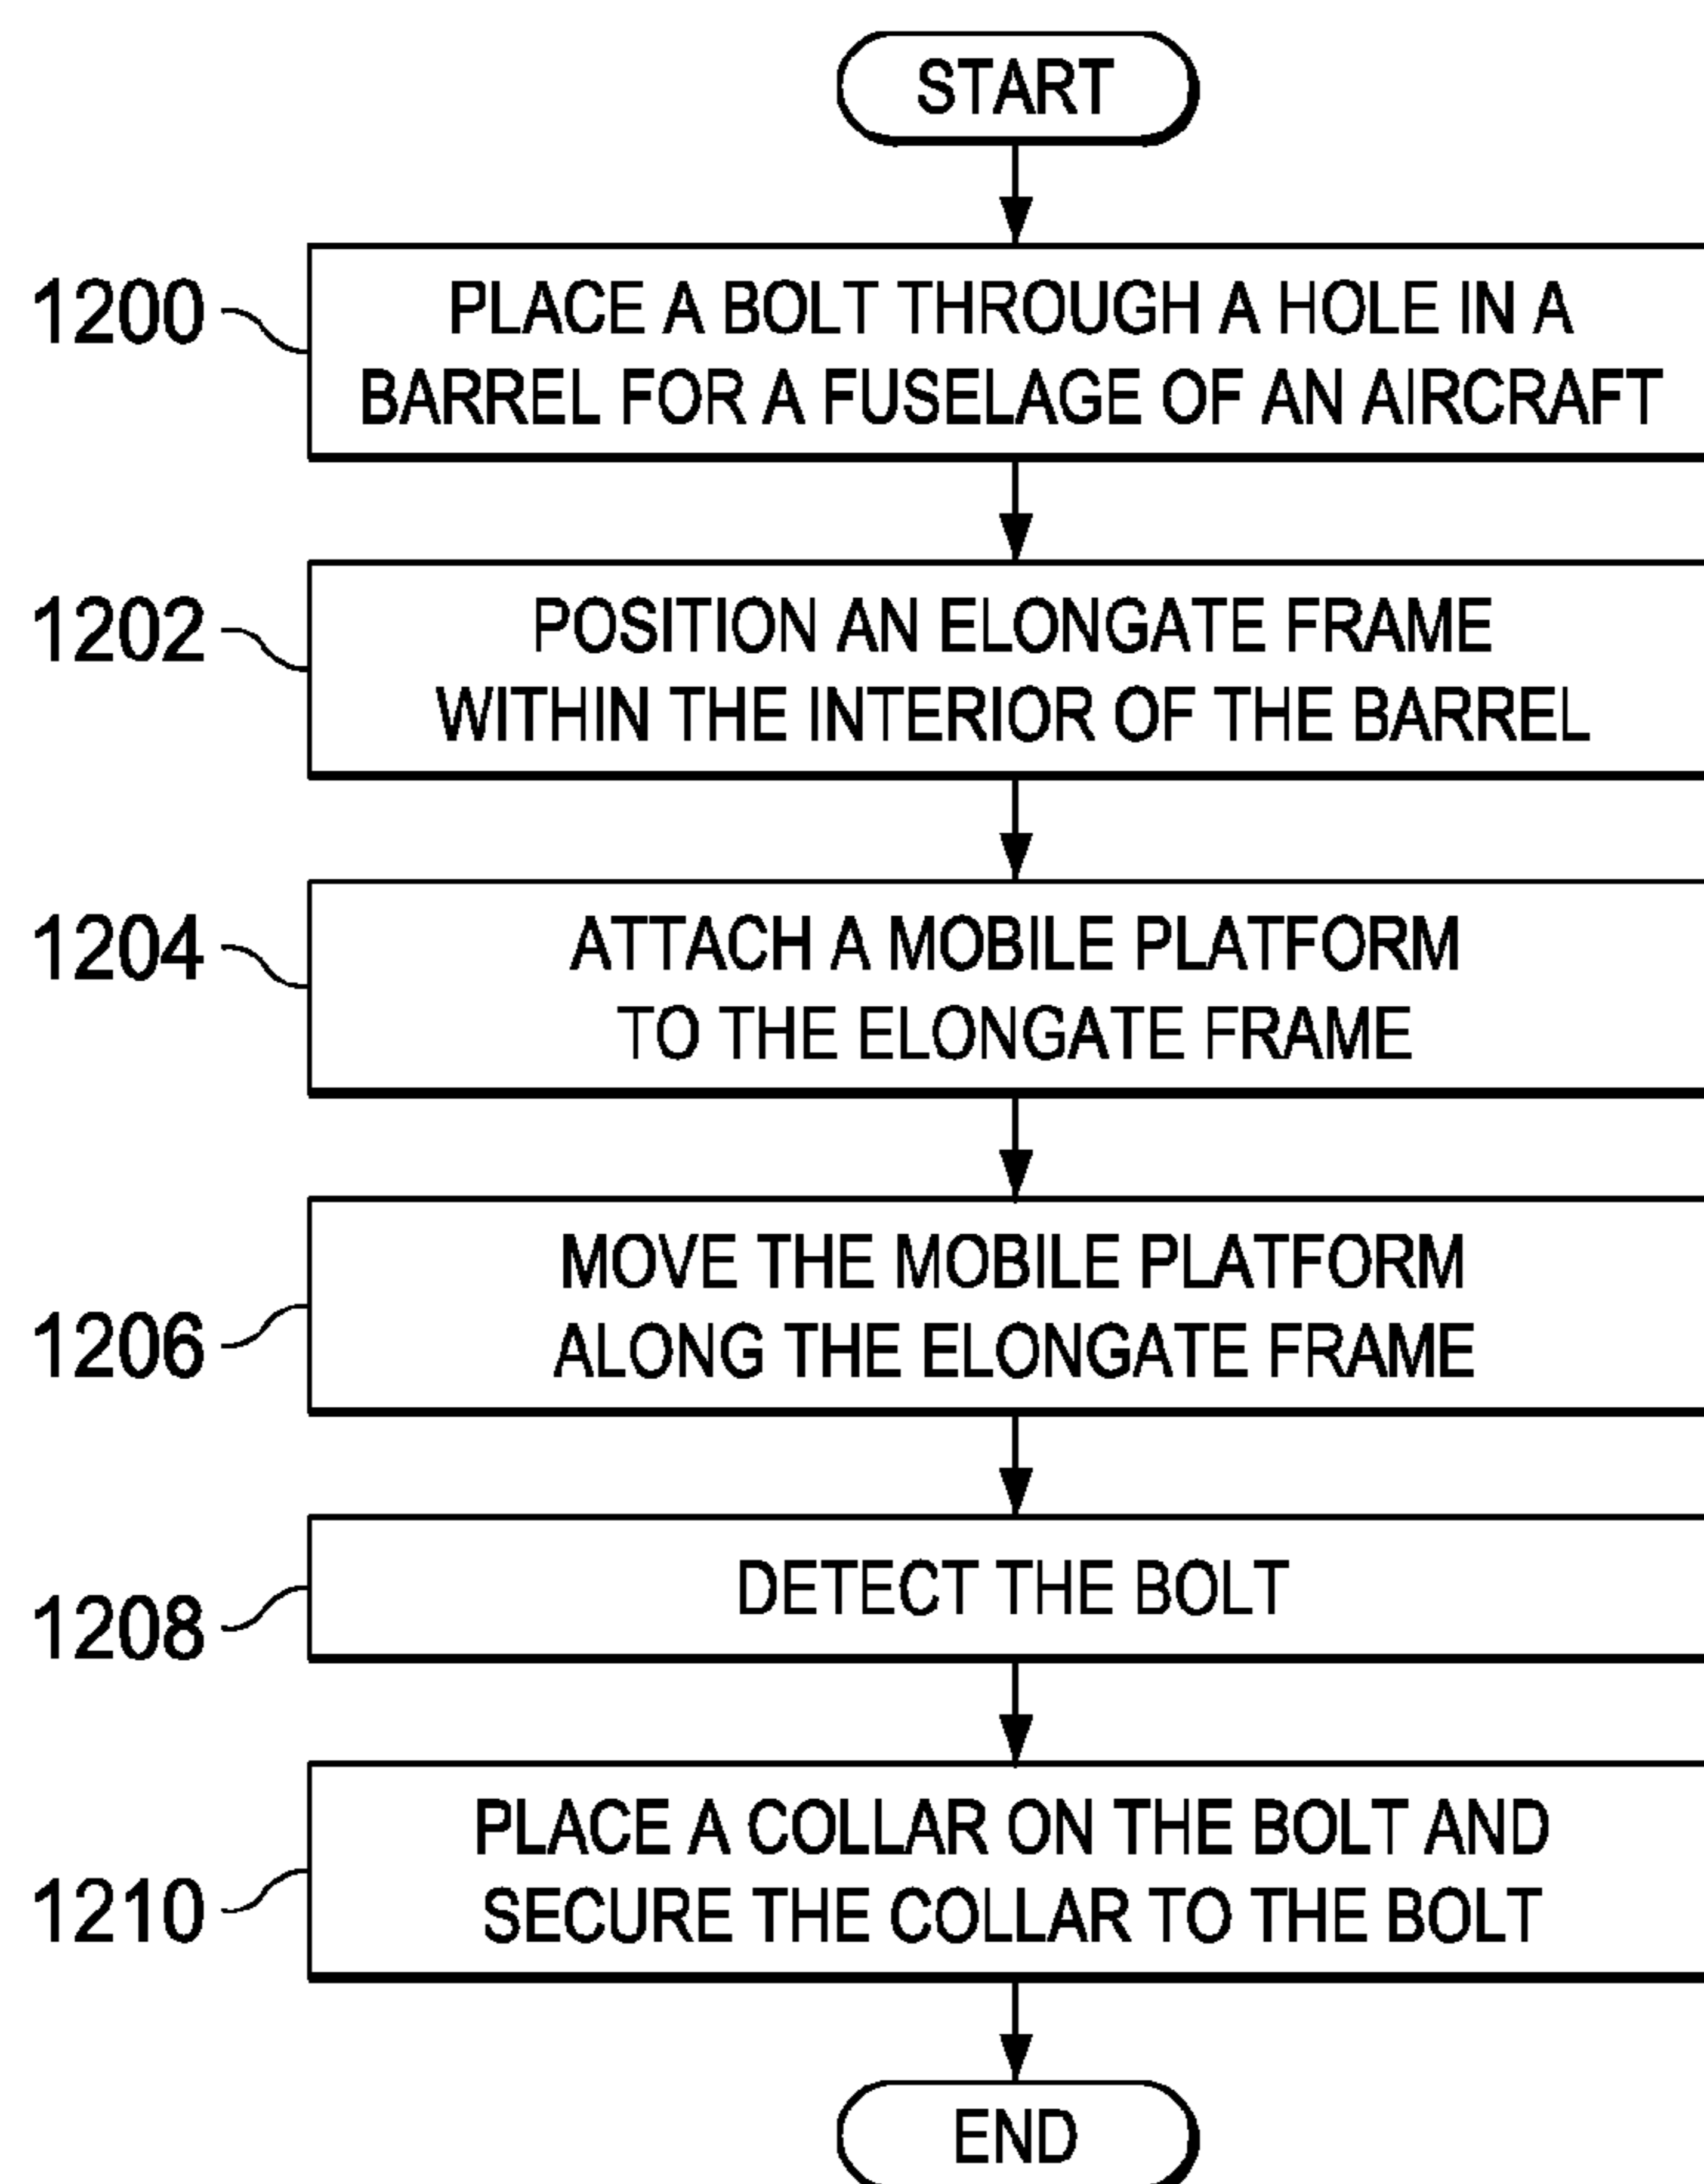 START
1200
PLACE A BOLT THROUGH A HOLE IN A
BARREL FOR A FUSELAGE OF AN AIRCRAFT
1202
POSITION AN ELONGATE FRAME
WITHIN THE INTERIOR OF THE BARREL
1204
ATTACH A MOBILE PLATFORM
TO THE ELONGATE FRAME
1206
MOVE THE MOBILE PLATFORM
ALONG THE ELONGATE FRAME
1208
DETECT THE BOLT
1210
PLACE A COLLAR ON THE BOLT AND
SECURE THE COLLAR TO THE BOLT
END